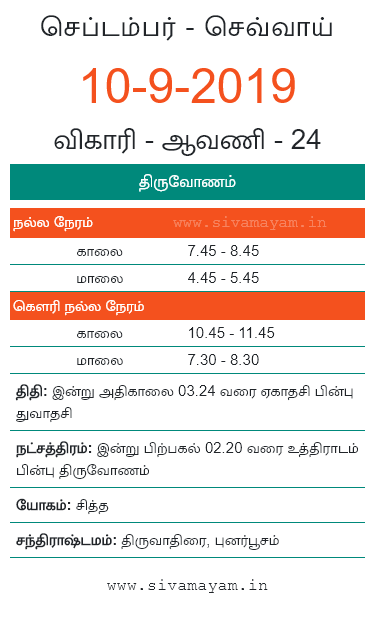 செப்டம்பர் - செவ்வாய்
10-9-2019
விகாரி - ஆவணி - 24
திருவோணம்
நல்ல நேரம் www.sivamayam.in
காலை 7.45 - 8.45
மாலை 4.45 - 5.45
கௌரி நல்ல நேரம்
காலை 10.45 - 11.45
மாலை 7.30 - 8.30
திதி: இன்று அதிகாலை 03.24 வரை ஏகாதசி பின்பு
துவாதசி
நட்சத்திரம்: இன்று பிற்பகல் 02.20 வரை உத்திராடம்
பின்பு திருவோணம்
யோகம்: சித்த
சந்திராஷ்டமம்: திருவாதிரை, புனர்பூசம்
www.sivamayam.in